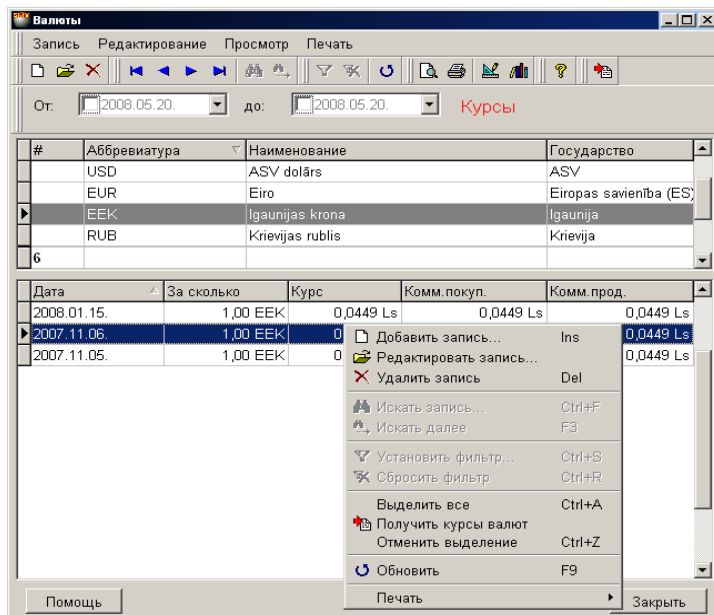 Валюты
Запись Редактирование Просмотр Печать
От: 2008.05.20. до: 2008.05.20. Курсы
# Аббревиатура Наименование Государство
USD ASV dolārs ASV
EUR Eiro Eiropas savienība (ES)
EEK Igaunijas krona Igaunija
RUB Krievijas rublis Krievija
6
Дата За сколько Курс Комм.покуп. Комм.прод.
2008.01.15. 1,00 EEK 0,0449 Ls 0,0449 Ls 0,0449 Ls
2007.11.06. 1,00 EEK 0 0,0449 Ls
2007.11.05. 1,00 EEK 0 0,0449 Ls
Добавить запись... Ins
Редактировать запись...
Удалить запись Del
Искать запись... Ctrl+F
Искать далее F3
Установить фильтр... Ctrl+S
Сбросить фильтр Ctrl+R
Выделить все Ctrl+A
Получить курсы валют
Отменить выделение Ctrl+Z
Обновить F9
Печать
Помощь Закрыть